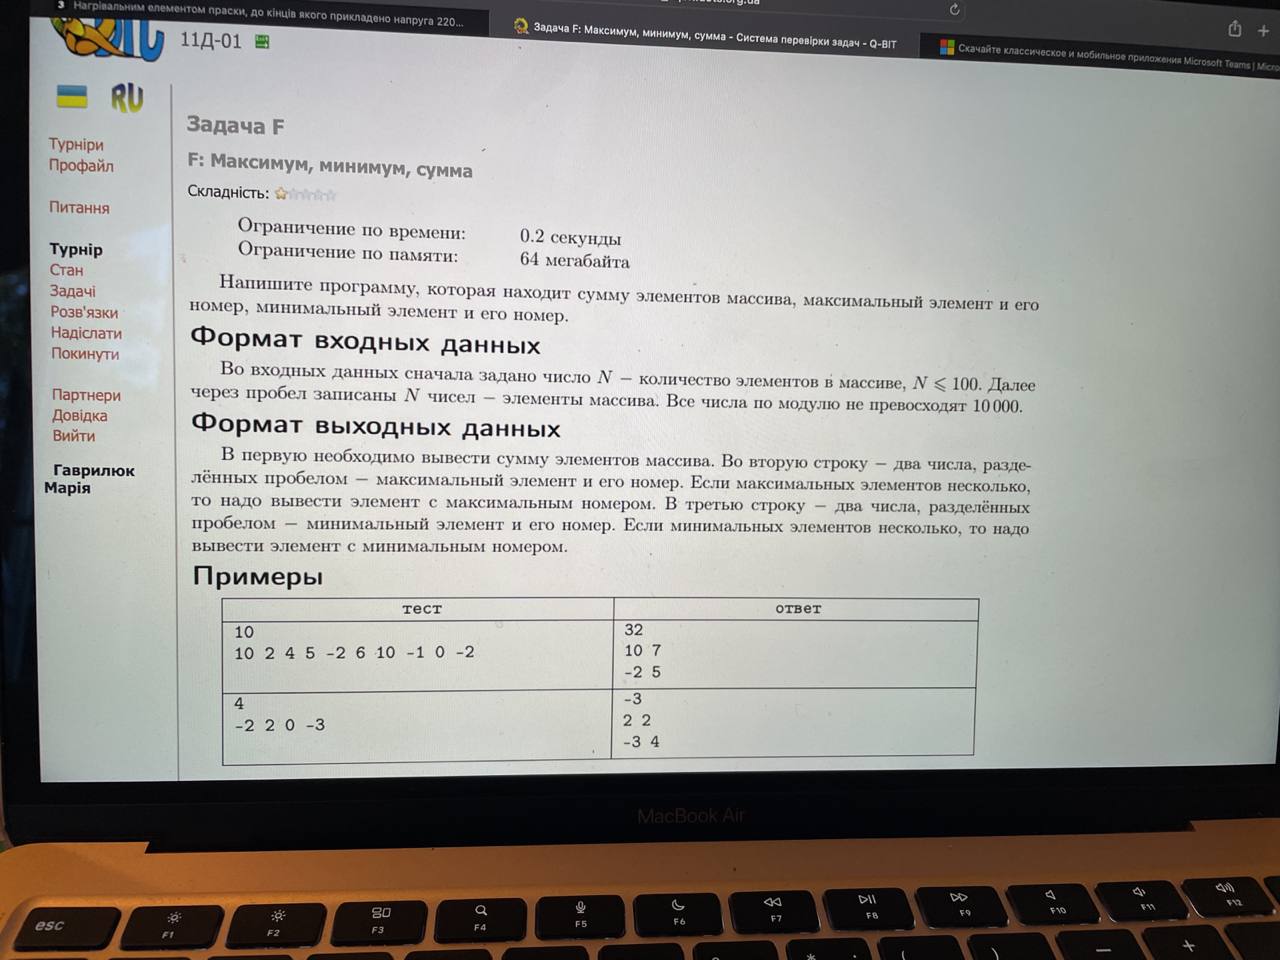 3 Нагрівальним елементом праски, до кінців якого прикладено напруга 220...
Задача F: Максимум, минимум, сумма - Система перевірки задач - Q-BIT
Скачайте классическое и мобильное приложения Microsoft Teams | Micro
11Д-01
RU
Турніри
Профайл
Питання
Турнір
Стан
Задачі
Розв'язки
Надіслати
Покинути
Партнери
Довідка
Вийти
Гаврилюк
Марія
Задача F
F: Максимум, минимум, сумма
Складність:
Ограничение по времени: 0.2 секунды
Ограничение по памяти: 64 мегабайта
Напишите программу, которая находит сумму элементов массива, максимальный элемент и его
номер, минимальный элемент и его номер.
Формат входных данных
Во входных данных сначала задано число N — количество элементов в массиве, N ⩽ 100. Далее
через пробел записаны N чисел — элементы массива. Все числа по модулю не превосходят 10 000.
Формат выходных данных
В первую необходимо вывести сумму элементов массива. Во вторую строку — два числа, разде-
лённых пробелом — максимальный элемент и его номер. Если максимальных элементов несколько,
то надо вывести элемент с максимальным номером. В третью строку — два числа, разделённых
пробелом — минимальный элемент и его номер. Если минимальных элементов несколько, то надо
вывести элемент с минимальным номером.
Примеры
тест ответ
10 32
10 2 4 5 -2 6 10 -1 0 -2 10 7
-2 5
4 -3
-2 2 0 -3 2 2
-3 4
MacBook Air
esc
F1
F2
F3
F4
F5
F6
F7
F8
F9
F10
F11
F12